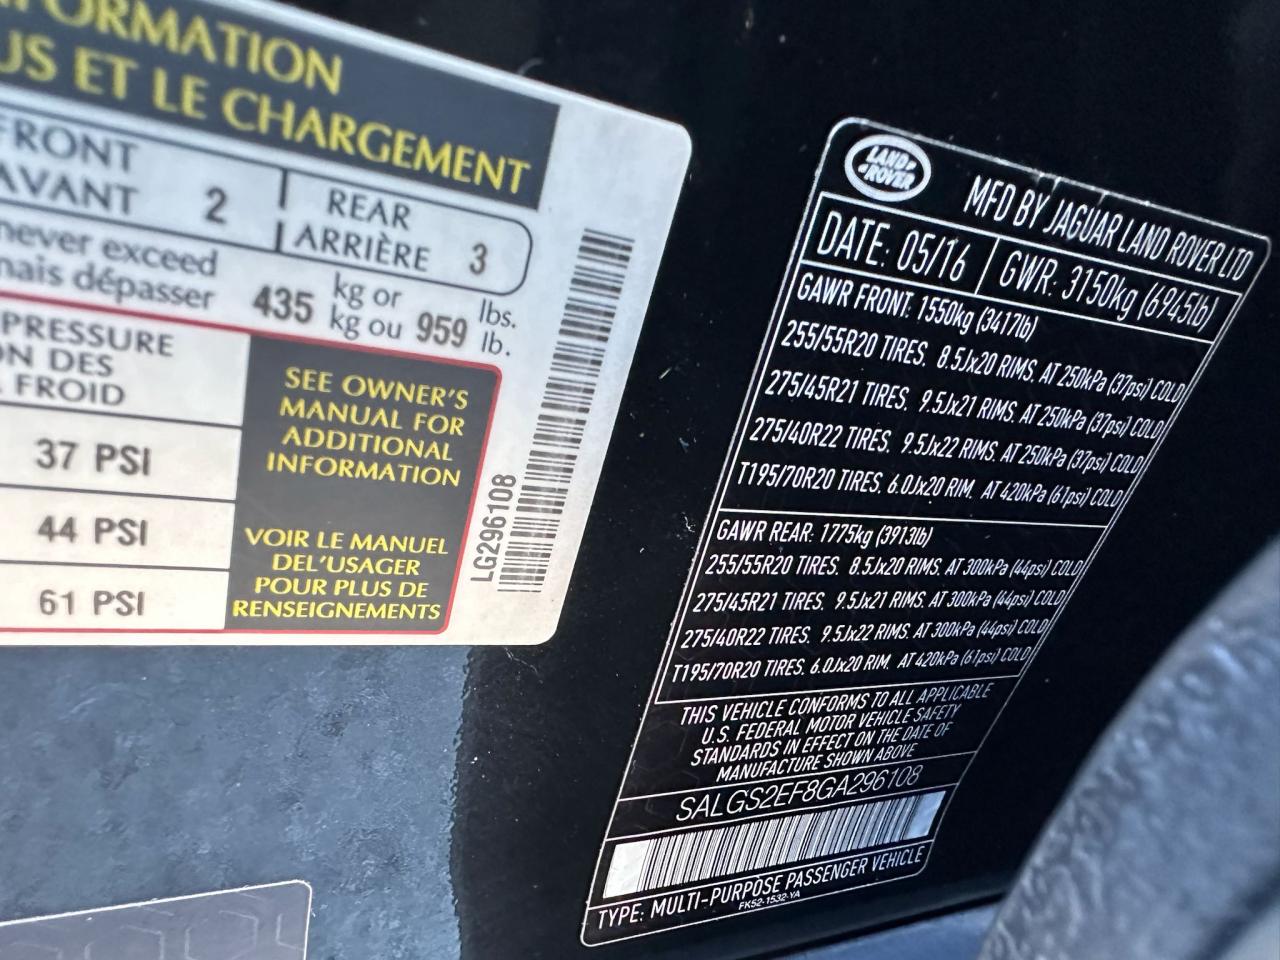 FORMATION
US ET LE CHARGEMENT
FRONT
AVANT 2
REAR
ARRIÈRE 3
never exceed
mais dépasser 435 kg or
kg ou 959 lbs.
lb.
PRESSURE
ON DES
FROID
37 PSI
44 PSI
61 PSI
SEE OWNER'S
MANUAL FOR
ADDITIONAL
INFORMATION
VOIR LE MANUEL
DEL'USAGER
POUR PLUS DE
RENSEIGNEMENTS
LG296108
LAND
ROVER
MFD BY JAGUAR LAND ROVER LTD
DATE: 05/16 GWR: 3150kg (6945lb)
GAWR FRONT: 1550kg (3417lb)
255/55R20 TIRES. 8.5Jx20 RIMS. AT 250kPa (37psi) COLD
275/45R21 TIRES. 9.5Jx21 RIMS. AT 250kPa (37psi) COLD
275/40R22 TIRES. 9.5Jx22 RIMS. AT 250kPa (37psi) COLD
T195/70R20 TIRES. 6.0Jx20 RIM. AT 420kPa (61psi) COLD
GAWR REAR: 1775kg (3913lb)
255/55R20 TIRES. 8.5Jx20 RIMS. AT 300kPa (44psi) COLD
275/45R21 TIRES. 9.5Jx21 RIMS. AT 300kPa (44psi) COLD
275/40R22 TIRES. 9.5Jx22 RIMS. AT 300kPa (44psi) COLD
T195/70R20 TIRES. 6.0Jx20 RIM. AT 420kPa (61psi) COLD
THIS VEHICLE CONFORMS TO ALL APPLICABLE
U.S. FEDERAL MOTOR VEHICLE SAFETY
STANDARDS IN EFFECT ON THE DATE OF
MANUFACTURE SHOWN ABOVE
SALGS2EF8GA296108
TYPE: MULTI-PURPOSE PASSENGER VEHICLE
FK52-1532-YA